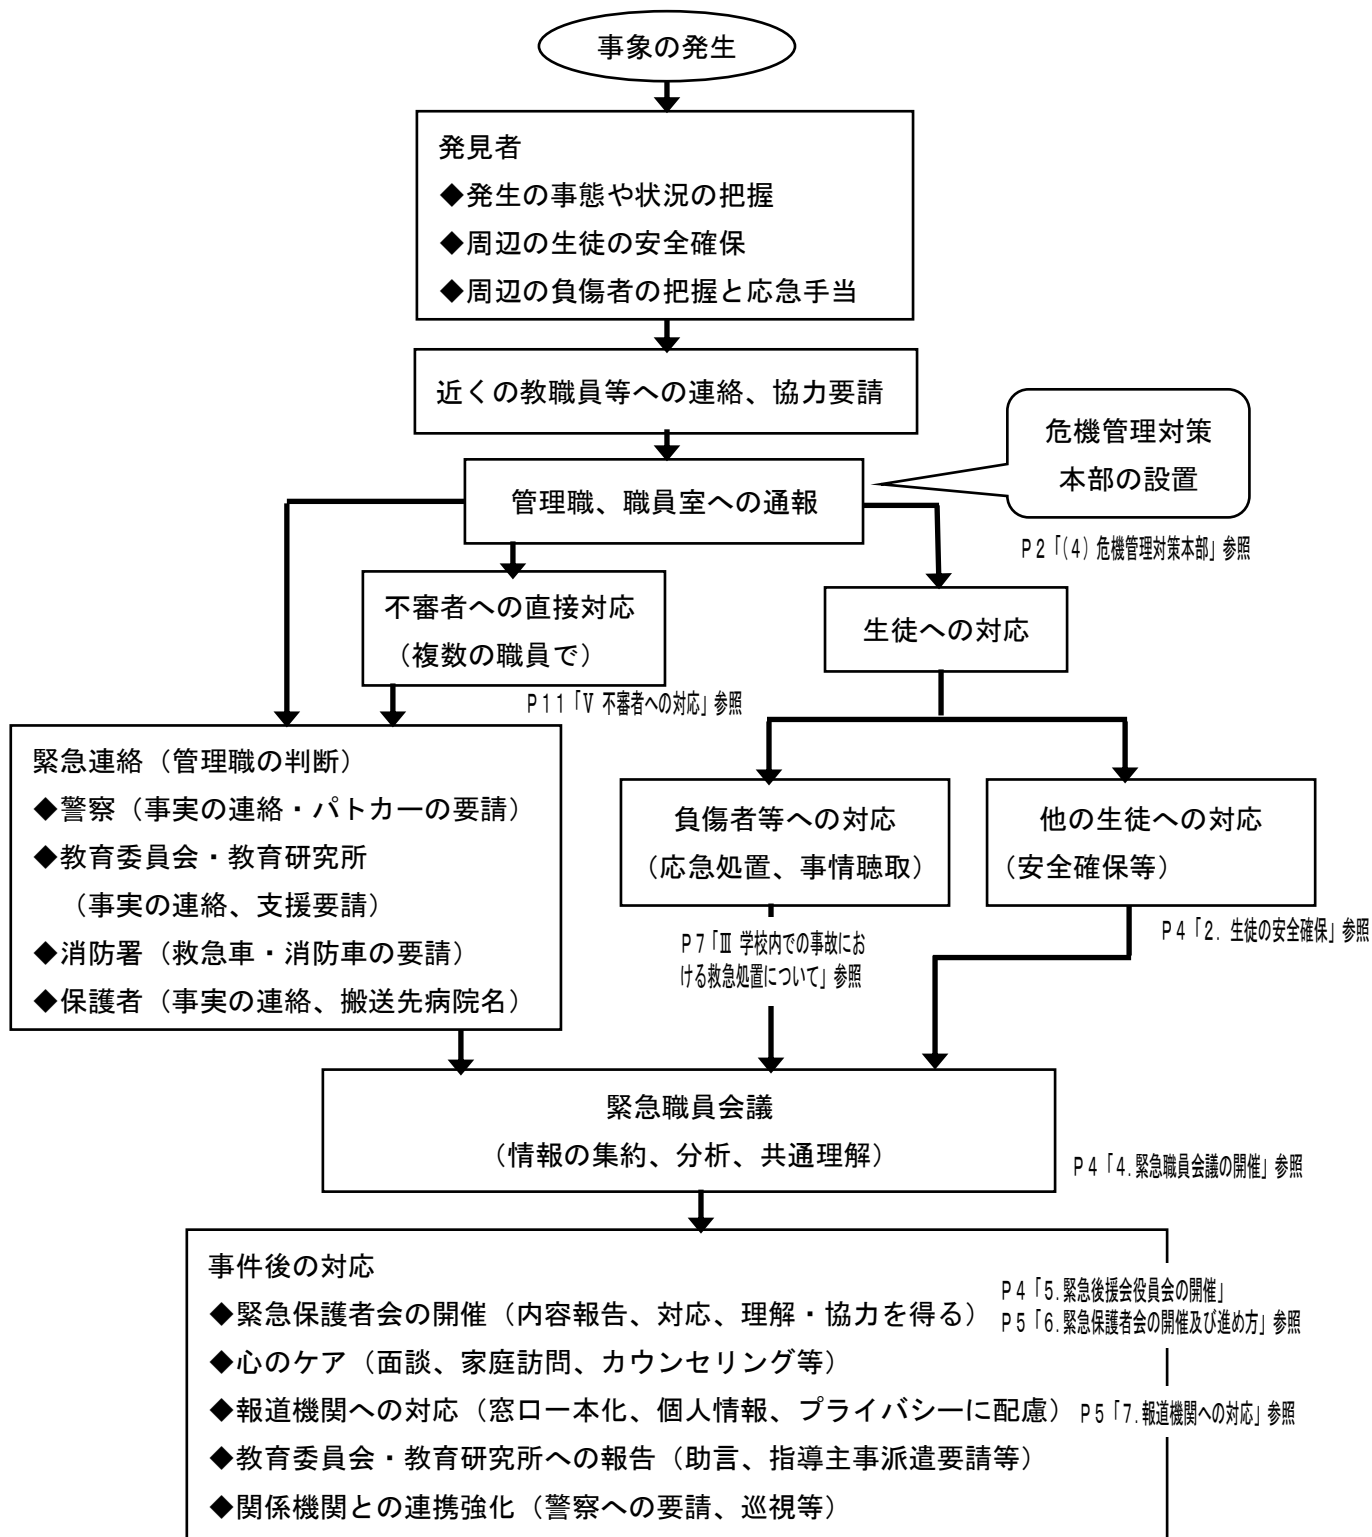 事象の発生
発見者
◆発生の事態や状況の把握
◆周辺の生徒の安全確保
◆周辺の負傷者の把握と応急手当
近くの教職員等への連絡、協力要請
危機管理対策
本部の設置
管理職、職員室への通報
P2「(4) 危機管理対策本部」参照
不審者への直接対応
（複数の職員で）
P11「Ⅴ 不審者への対応」参照
生徒への対応
緊急連絡（管理職の判断）
◆警察（事実の連絡・パトカーの要請）
◆教育委員会・教育研究所
（事実の連絡、支援要請）
◆消防署（救急車・消防車の要請）
◆保護者（事実の連絡、搬送先病院名）
負傷者等への対応
（応急処置、事情聴取）
P7「Ⅲ 学校内での事故にお
ける救急処置について」参照
他の生徒への対応
（安全確保等）
P4「2. 生徒の安全確保」参照
緊急職員会議
（情報の集約、分析、共通理解）
P4「4.緊急職員会議の開催」参照
事件後の対応
◆緊急保護者会の開催（内容報告、対応、理解・協力を得る）
P4「5.緊急後援会役員会の開催」
P5「6.緊急保護者会の開催及び進め方」参照
◆心のケア（面談、家庭訪問、カウンセリング等）
◆報道機関への対応（窓口一本化、個人情報、プライバシーに配慮） P5「7.報道機関への対応」参照
◆教育委員会・教育研究所への報告（助言、指導主事派遣要請等）
◆関係機関との連携強化（警察への要請、巡視等）